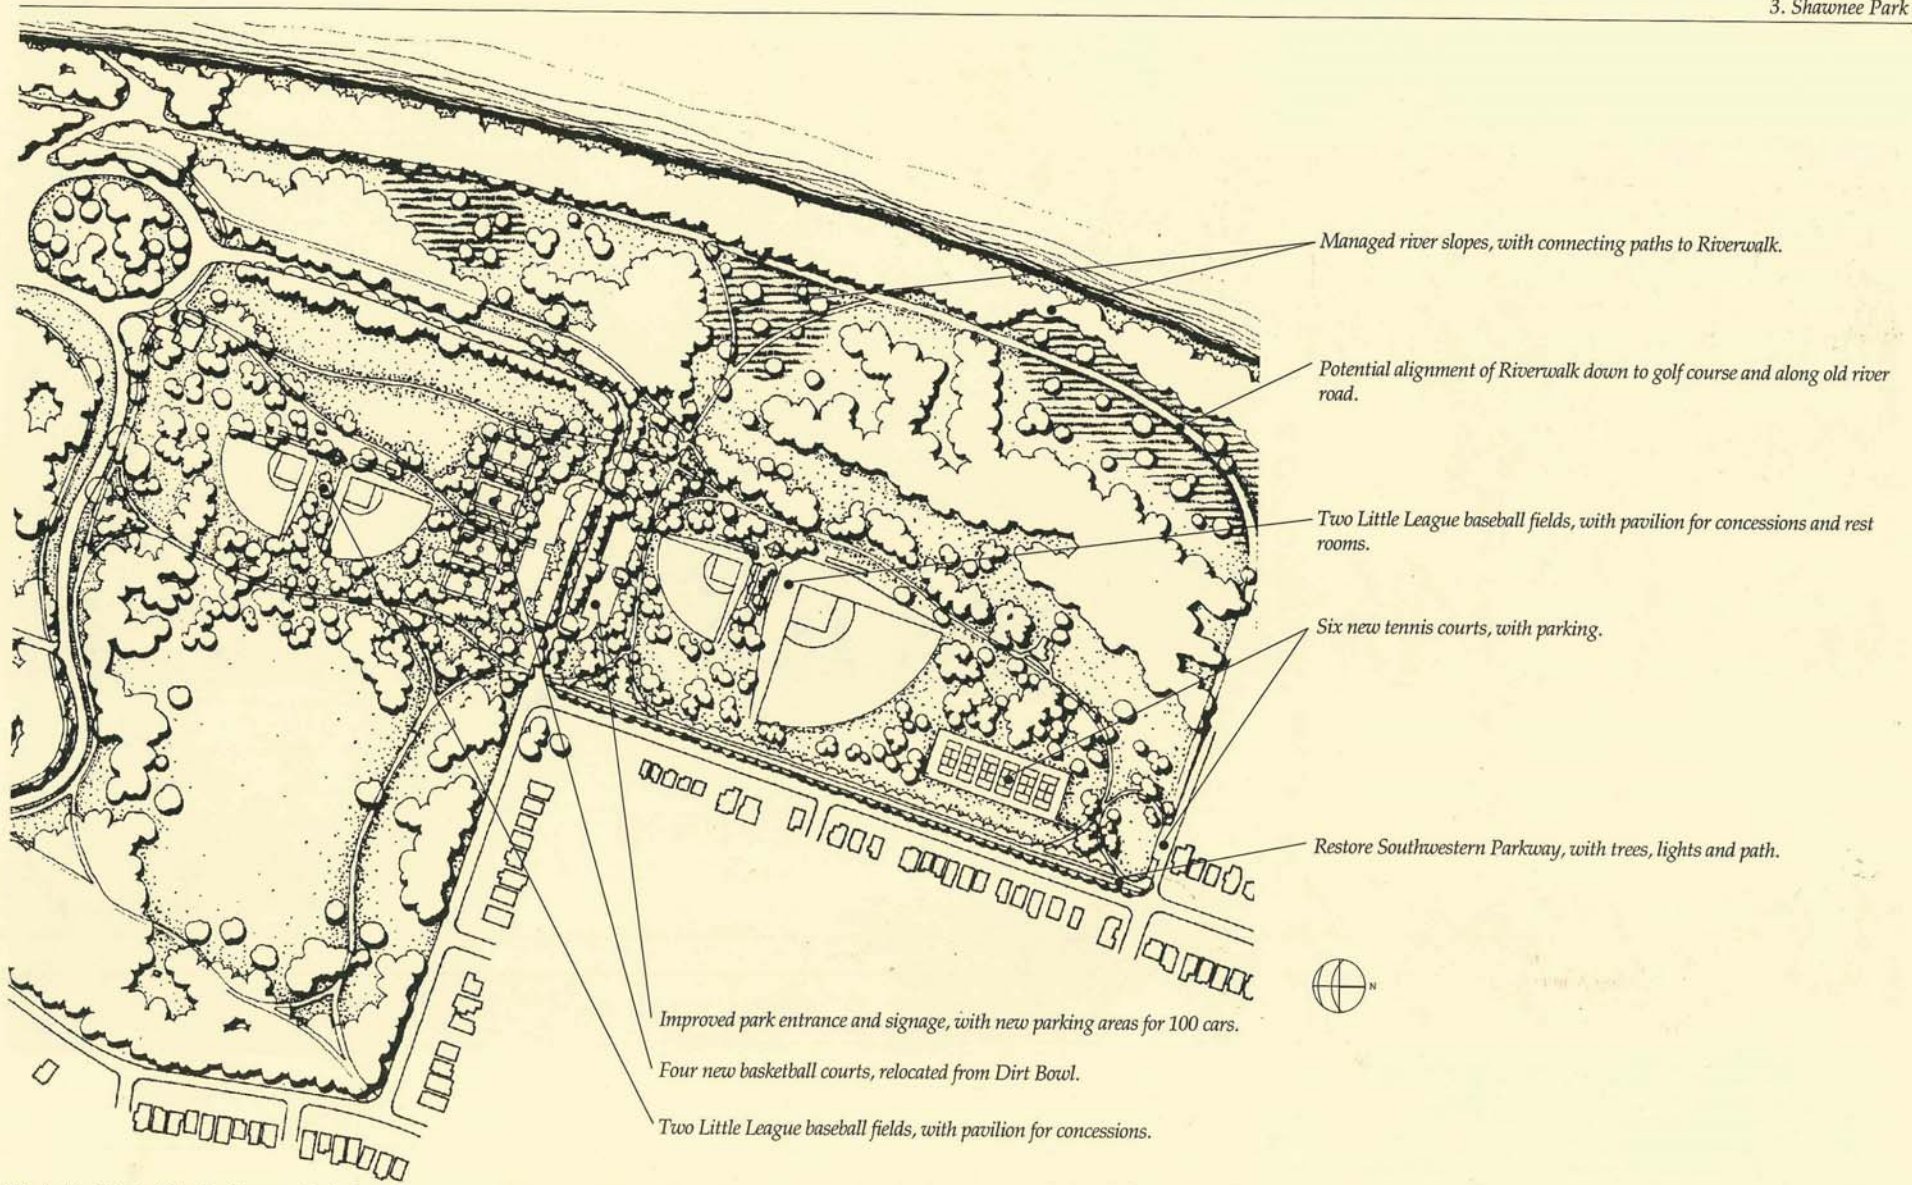 3. Shawnee Park
Managed river slopes, with connecting paths to Riverwalk.
Potential alignment of Riverwalk down to golf course and along old river
road.
Two Little League baseball fields, with pavilion for concessions and rest
rooms.
Six new tennis courts, with parking.
Restore Southwestern Parkway, with trees, lights and path.
N
Improved park entrance and signage, with new parking areas for 100 cars.
Four new basketball courts, relocated from Dirt Bowl.
Two Little League baseball fields, with pavilion for concessions.